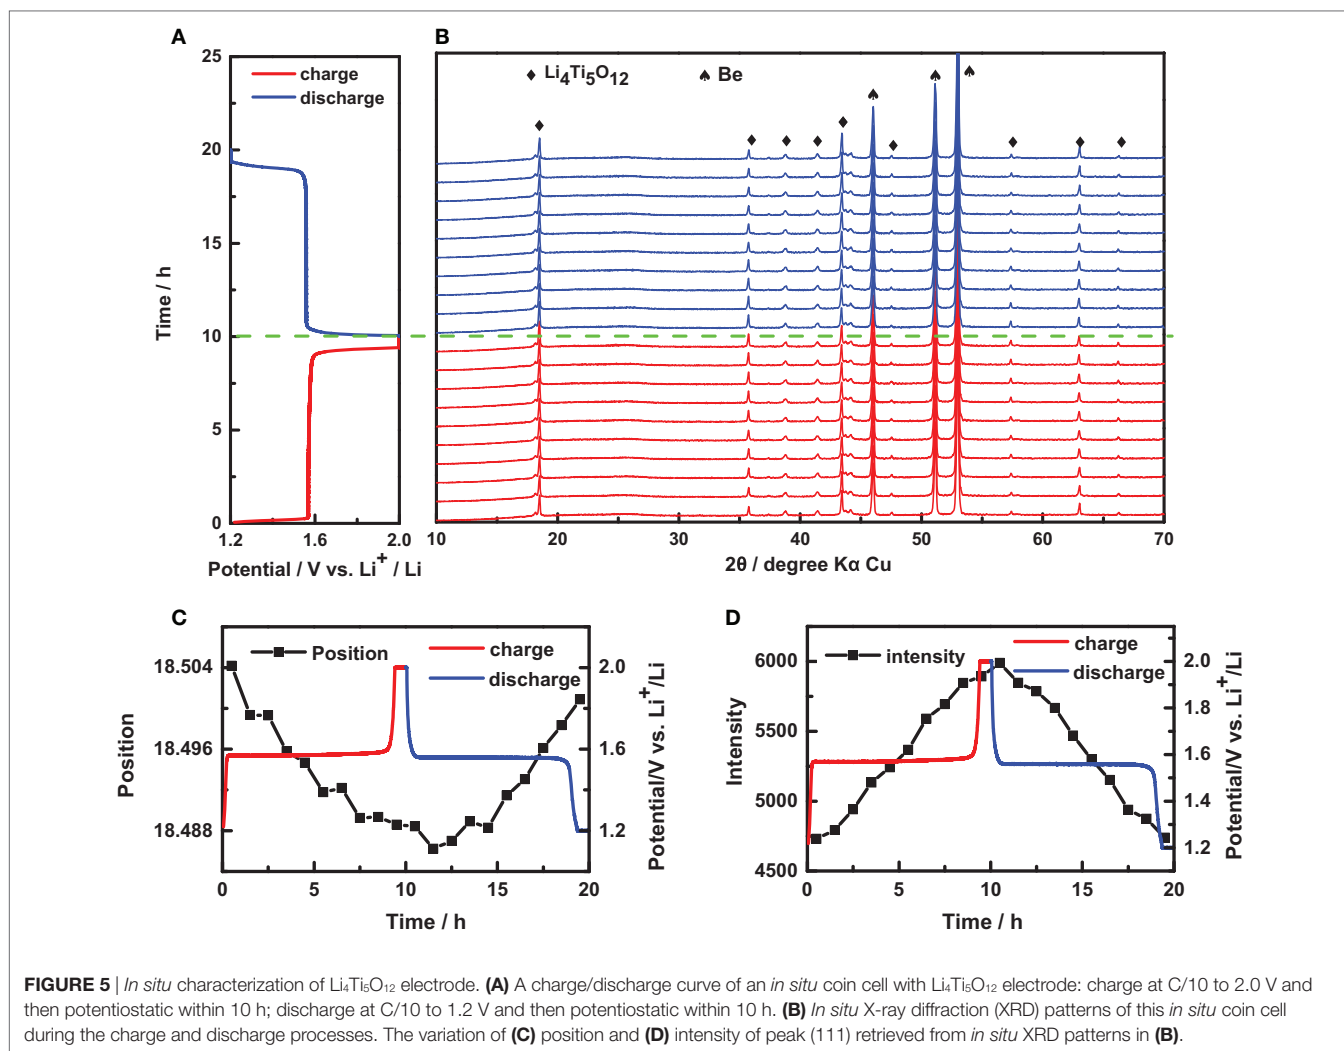 A
B
25
20
15
10
5
0
Time / h
charge
discharge
1.2 1.6 2.0
Potential / V vs. Li⁺ / Li
♦ Li₄Ti₅O₁₂ ♠ Be
10 20 30 40 50 60 70
2θ / degree Kα Cu
C
Position
charge
discharge
18.504
18.496
18.488
Position
2.0
1.6
1.2
Potential/V vs. Li⁺/Li
0 5 10 15 20
Time / h
D
intensity
charge
discharge
6000
5500
5000
4500
Intensity
2.0
1.8
1.6
1.4
1.2
Potential/V vs. Li⁺/Li
0 5 10 15 20
Time / h
FIGURE 5 | In situ characterization of Li₄Ti₅O₁₂ electrode. (A) A charge/discharge curve of an in situ coin cell with Li₄Ti₅O₁₂ electrode: charge at C/10 to 2.0 V and
then potentiostatic within 10 h; discharge at C/10 to 1.2 V and then potentiostatic within 10 h. (B) In situ X-ray diffraction (XRD) patterns of this in situ coin cell
during the charge and discharge processes. The variation of (C) position and (D) intensity of peak (111) retrieved from in situ XRD patterns in (B).